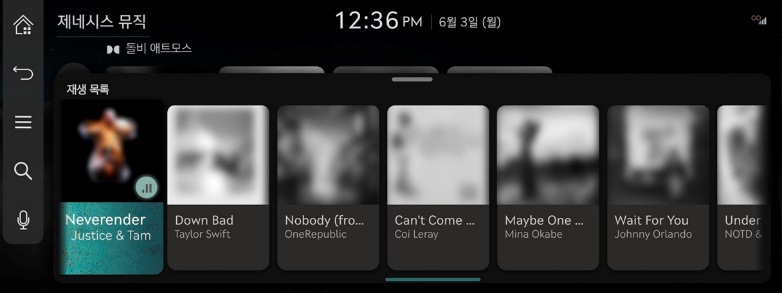 제네시스 뮤직
12:36 PM
6월 3일 (월)
돌비 애트모스
재생 목록
Neverender
Justice & Tam
Down Bad
Taylor Swift
Nobody (fro...
OneRepublic
Can't Come ...
Coi Leray
Maybe One ...
Mina Okabe
Wait For You
Johnny Orlando
Under
NOTD &